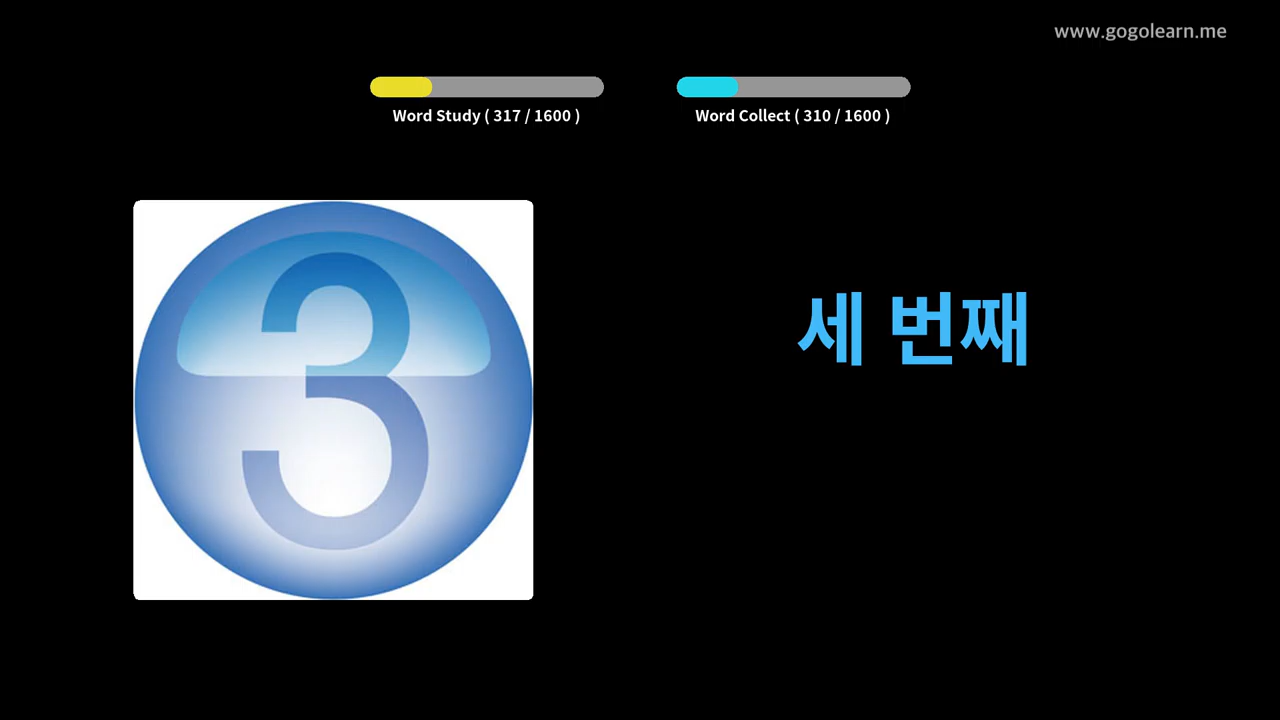 www.gogolearn.me
Word Study ( 317 / 1600 )
Word Collect ( 310 / 1600 )
3
세 번째